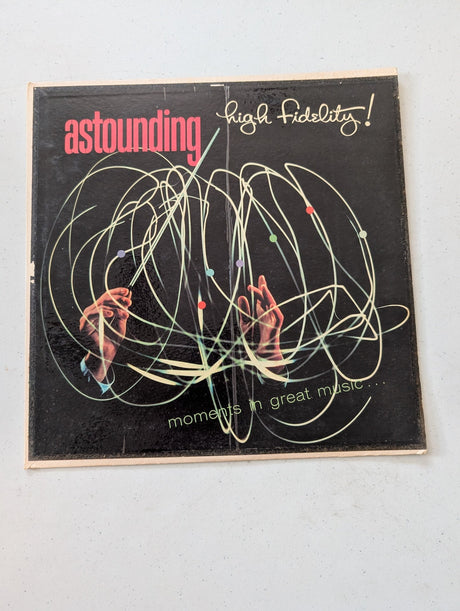 astounding high fidelity!
moments in great music...